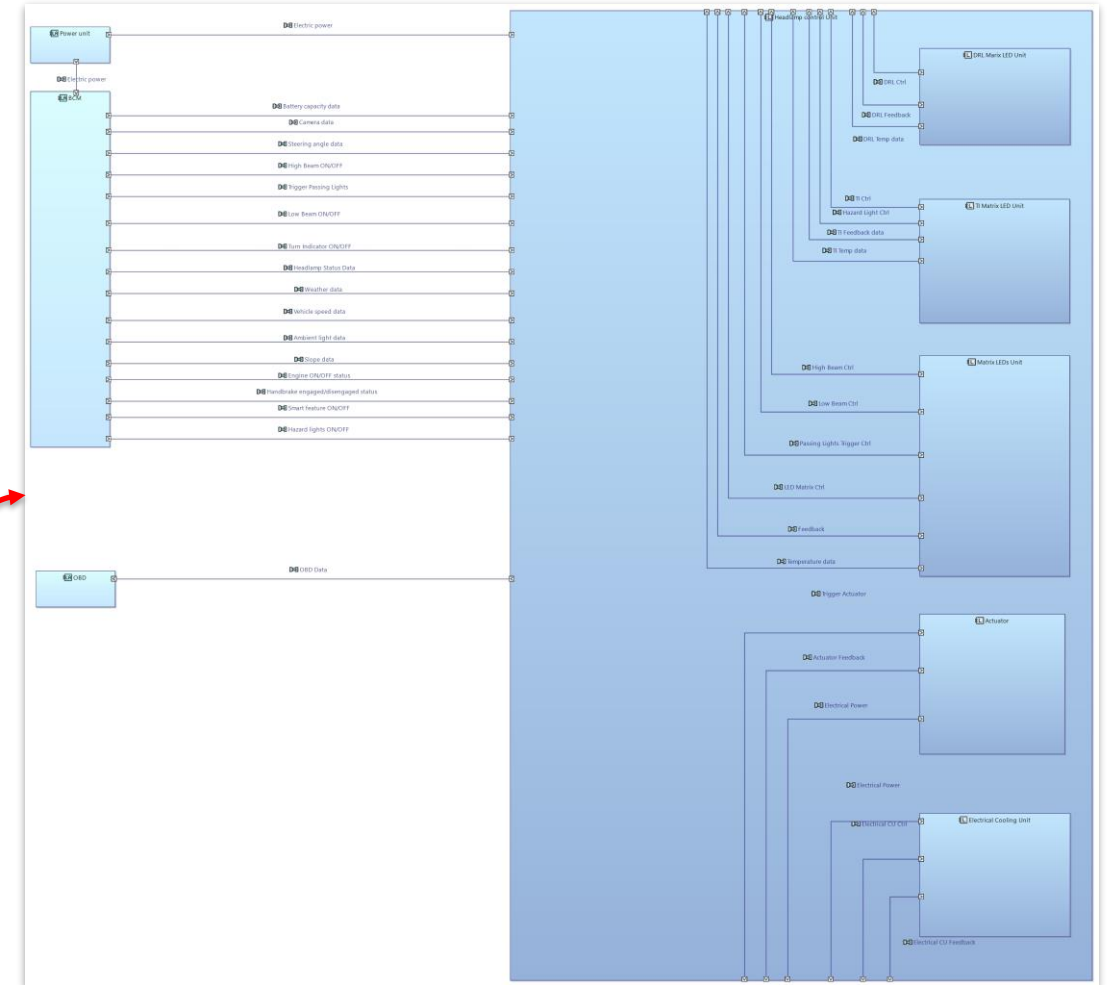 Power unit
Electric power
Electric power
BCM
Battery capacity data
Camera data
Steering angle data
High Beam ON/OFF
Trigger Passing Lights
Low Beam ON/OFF
Turn Indicator ON/OFF
Headlamp Status Data
Weather data
Vehicle speed data
Ambient light data
Slope data
Engine ON/OFF status
Handbrake engaged/disengaged status
Smart feature ON/OFF
Hazard lights ON/OFF
OBD
OBD Data
Headlamp control Unit
DRL Marix LED Unit
DRL Ctrl
DRL Feedback
DRL Temp data
TI Matrix LED Unit
TI Ctrl
Hazard Light Ctrl
TI Feedback data
TI Temp data
Matrix LEDs Unit
High Beam Ctrl
Low Beam Ctrl
Passing Lights Trigger Ctrl
LED Matrix Ctrl
Feedback
Temperature data
Trigger Actuator
Actuator
Actuator Feedback
Electrical Power
Electrical Power
Electrical CU Ctrl
Electrical Cooling Unit
Electrical CU Feedback